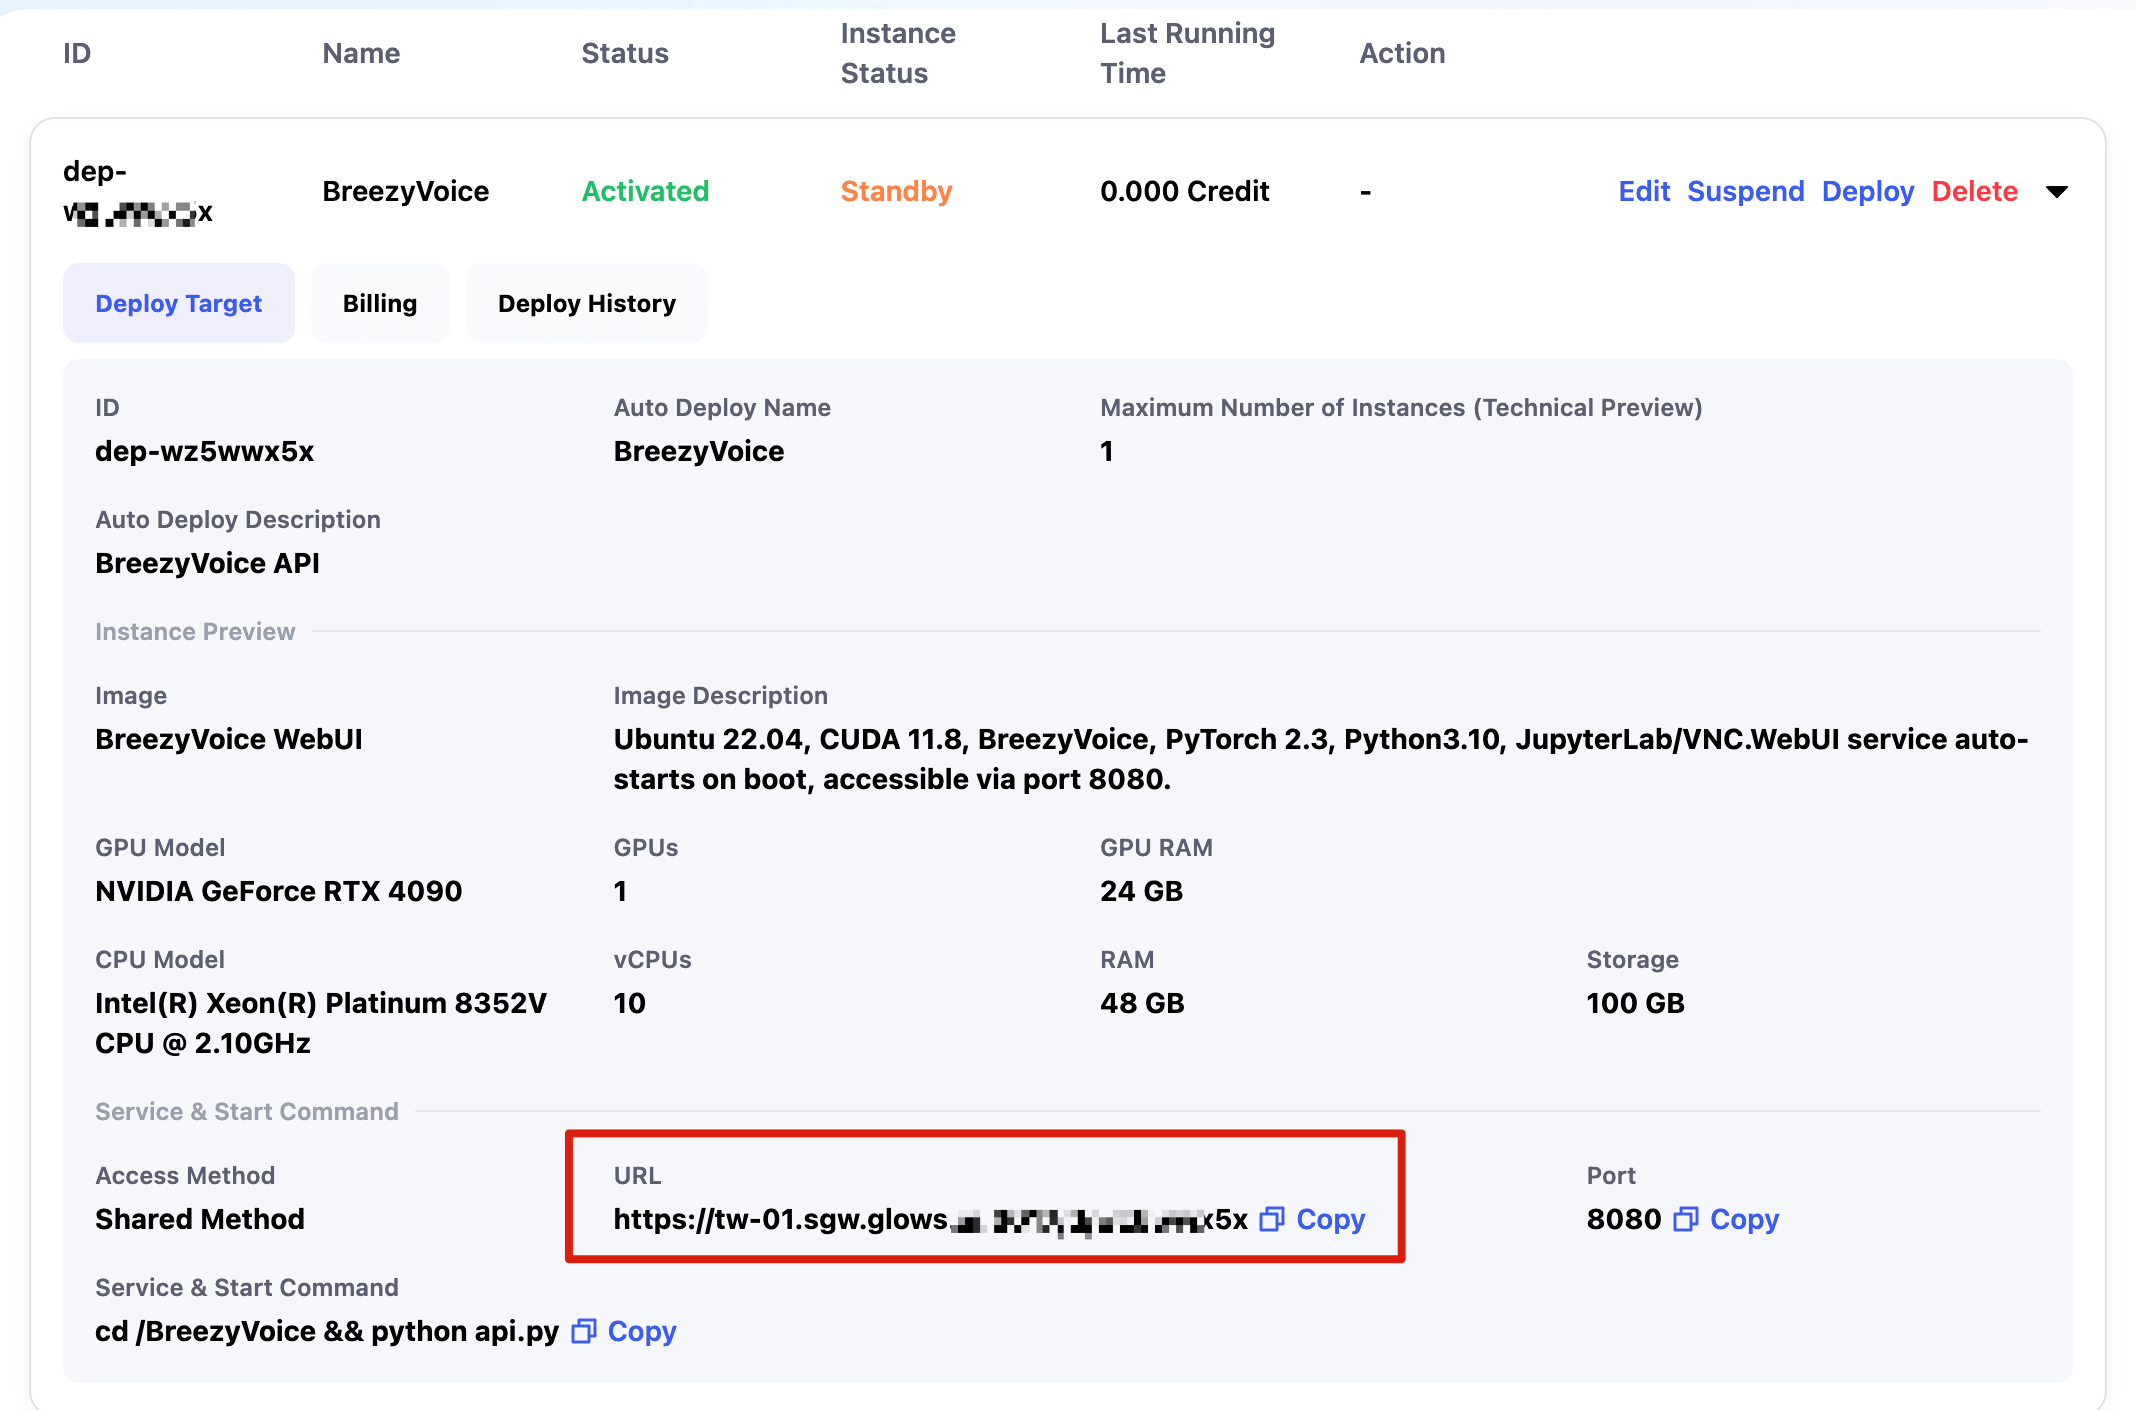 ID
Name
Status
Instance Status
Last Running Time
Action
dep-
x
BreezyVoice
Activated
Standby
0.000 Credit
-
Edit Suspend Deploy Delete
Deploy Target
Billing
Deploy History
ID
dep-wz5wwx5x
Auto Deploy Name
BreezyVoice
Maximum Number of Instances (Technical Preview)
1
Auto Deploy Description
BreezyVoice API
Instance Preview
Image
BreezyVoice WebUI
Image Description
Ubuntu 22.04, CUDA 11.8, BreezyVoice, PyTorch 2.3, Python3.10, JupyterLab/VNC.WebUI service auto-
starts on boot, accessible via port 8080.
GPU Model
NVIDIA GeForce RTX 4090
GPUs
1
GPU RAM
24 GB
CPU Model
Intel(R) Xeon(R) Platinum 8352V
CPU @ 2.10GHz
vCPUs
10
RAM
48 GB
Storage
100 GB
Service & Start Command
Access Method
Shared Method
URL
https://tw-01.sgw.glows. x5x Copy
Port
8080 Copy
Service & Start Command
cd /BreezyVoice && python api.py Copy